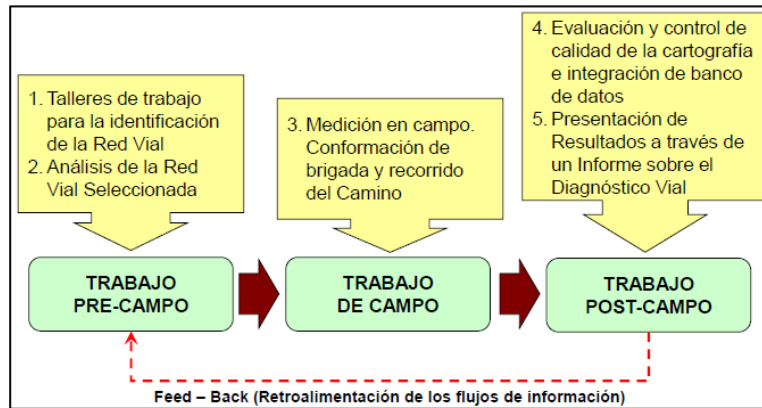 1. Talleres de trabajo
para la identificación
de la Red Vial
2. Análisis de la Red
Vial Seleccionada
3. Medición en campo.
Conformación de
brigada y recorrido
del Camino
4. Evaluación y control de
calidad de la cartografía
e integración de banco
de datos
5. Presentación de
Resultados a través de
un Informe sobre el
Diagnóstico Vial
TRABAJO
PRE-CAMPO
TRABAJO
DE CAMPO
TRABAJO
POST-CAMPO
Feed – Back (Retroalimentación de los flujos de información)